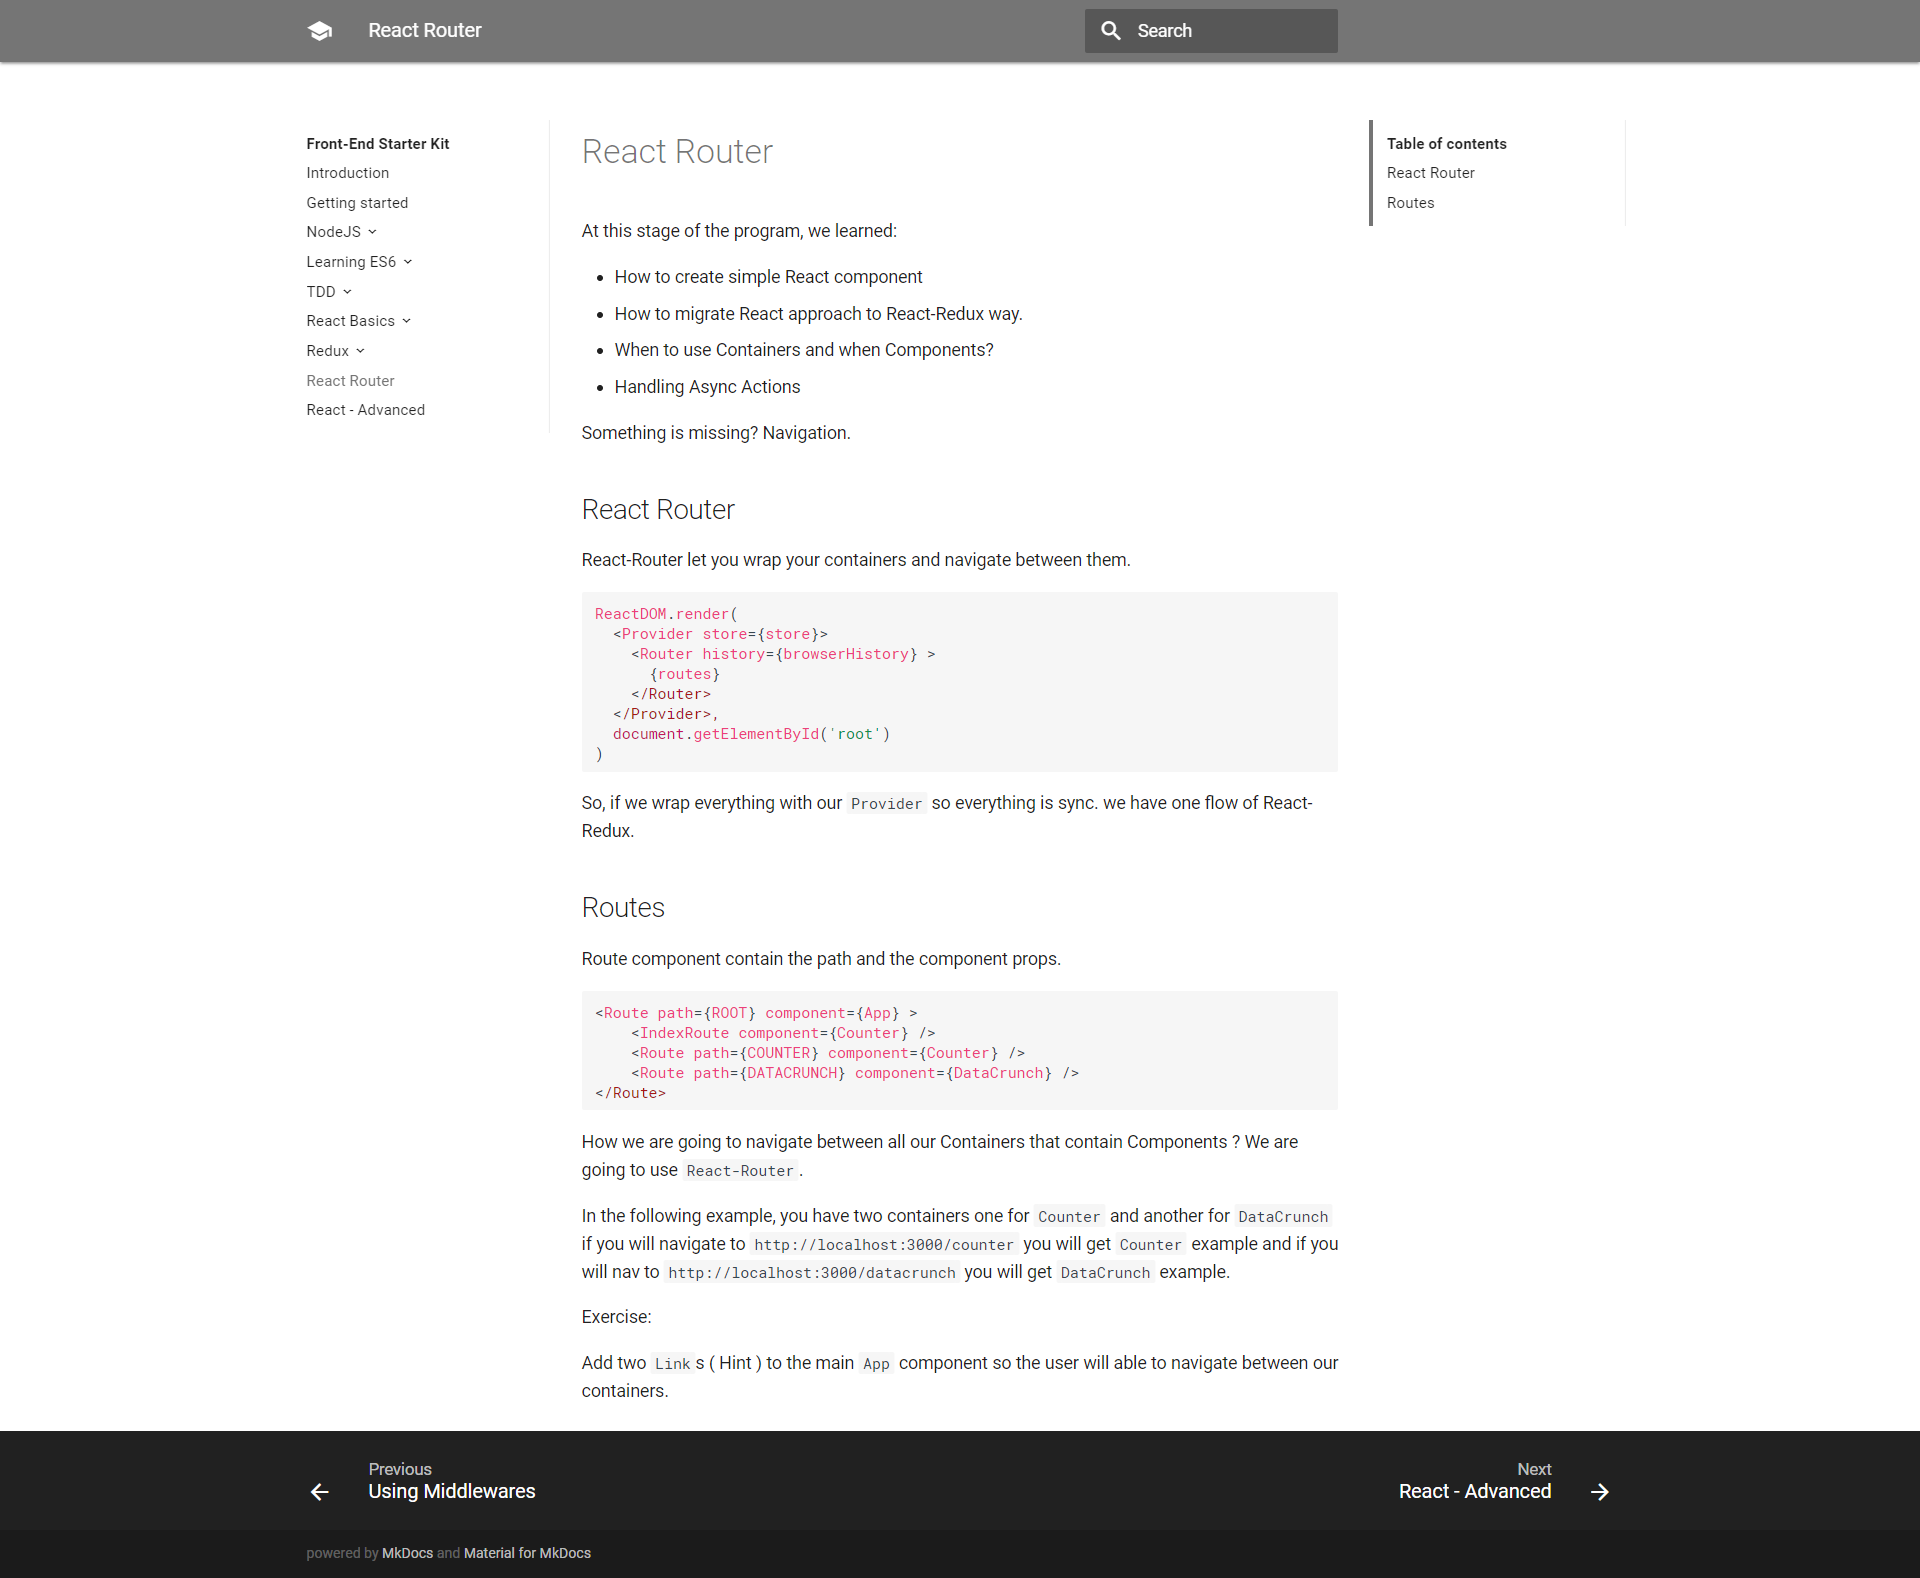 React Router
Search
Front-End Starter Kit
Introduction
Getting started
NodeJS
Learning ES6
TDD
React Basics
Redux
React Router
React - Advanced
React Router
At this stage of the program, we learned:
How to create simple React component
How to migrate React approach to React-Redux way.
When to use Containers and when Components?
Handling Async Actions
Something is missing? Navigation.
React Router
React-Router let you wrap your containers and navigate between them.
ReactDOM.render(
  <Provider store={store}>
    <Router history={browserHistory} >
      {routes}
    </Router>
  </Provider>,
  document.getElementById('root')
)
So, if we wrap everything with our Provider so everything is sync. we have one flow of React-
Redux.
Routes
Route component contain the path and the component props.
<Route path={ROOT} component={App} >
    <IndexRoute component={Counter} />
    <Route path={COUNTER} component={Counter} />
    <Route path={DATACRUNCH} component={DataCrunch} />
</Route>
How we are going to navigate between all our Containers that contain Components ? We are
going to use React-Router.
In the following example, you have two containers one for Counter and another for DataCrunch
if you will navigate to http://localhost:3000/counter you will get Counter example and if you
will nav to http://localhost:3000/datacrunch you will get DataCrunch example.
Exercise:
Add two Links ( Hint ) to the main App component so the user will able to navigate between our
containers.
Table of contents
React Router
Routes
Previous
Using Middlewares
Next
React - Advanced
powered by MkDocs and Material for MkDocs